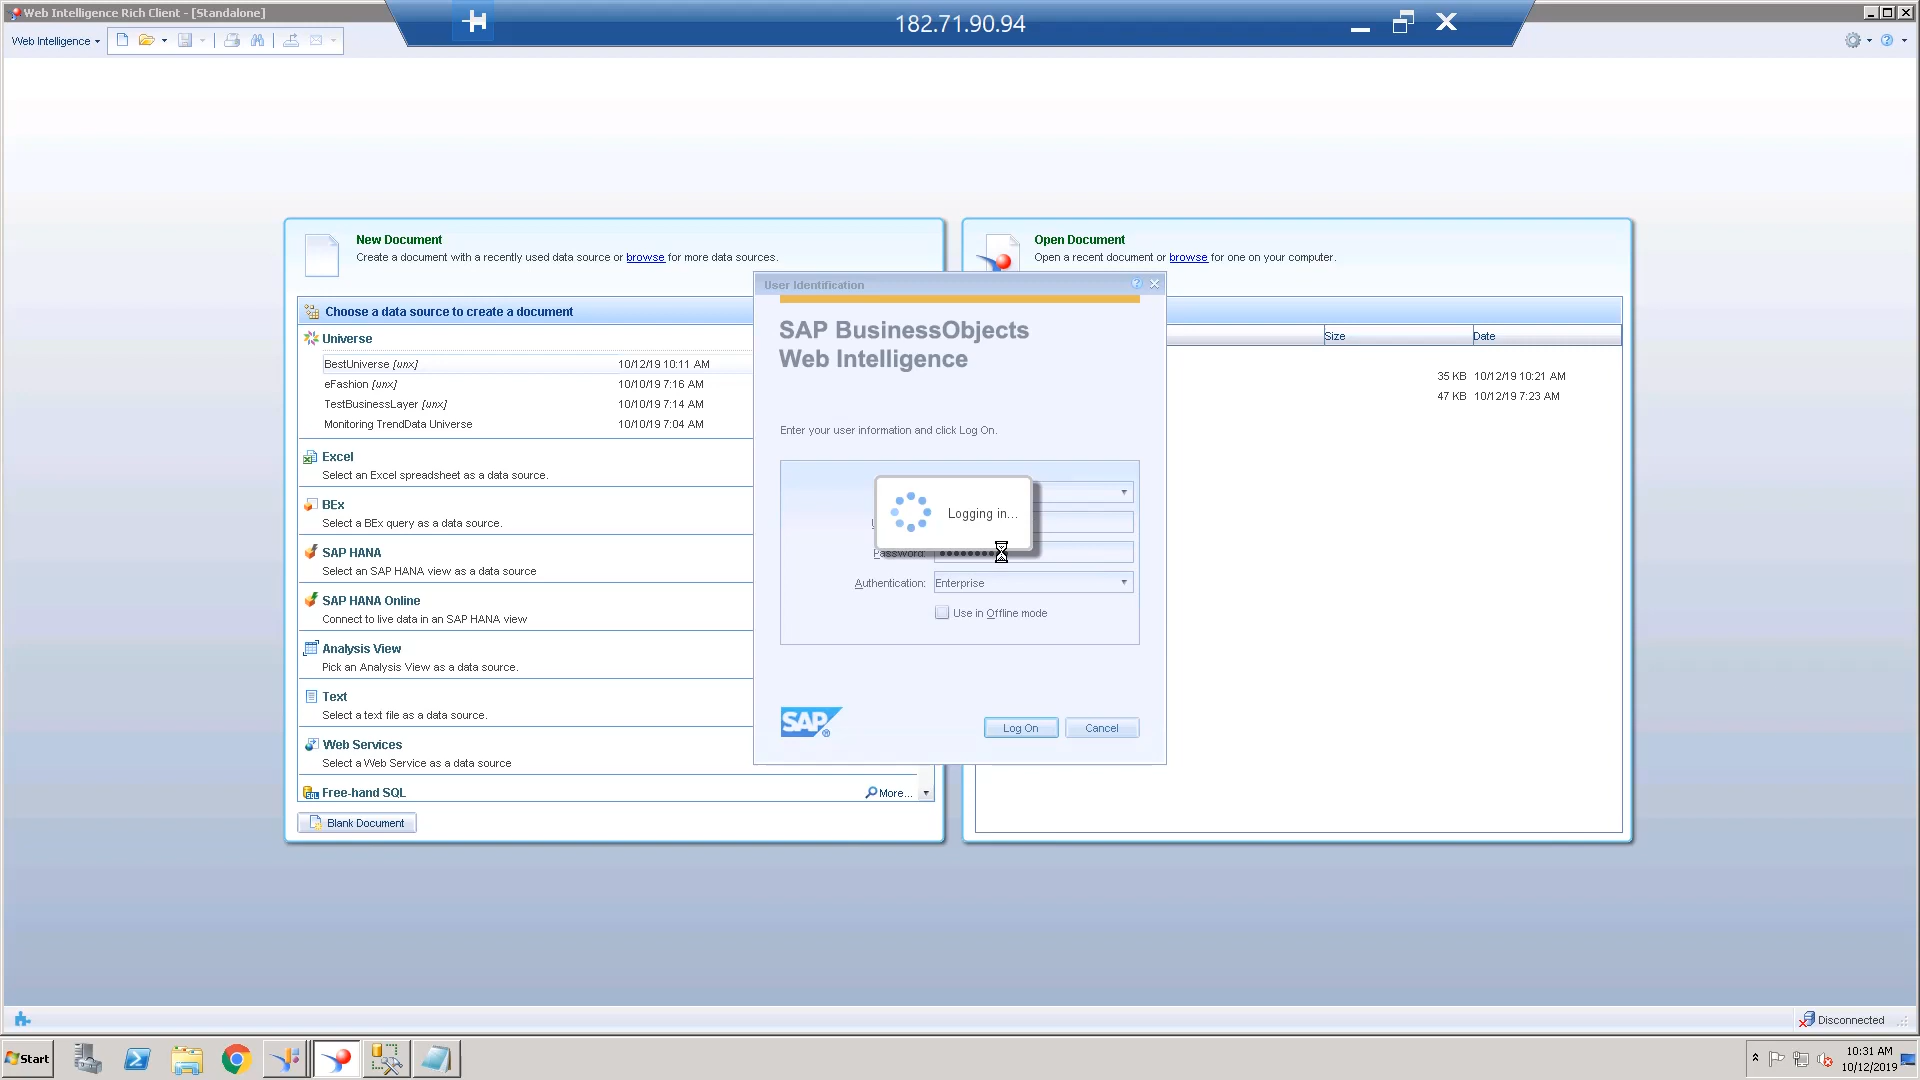 Web Intelligence Rich Client - [Standalone]
182.71.90.94
Web Intelligence
New Document
Create a document with a recently used data source or browse for more data sources.
Open Document
Open a recent document or browse for one on your computer.
Choose a data source to create a document
Universe
BestUniverse [unx] 10/12/19 10:11 AM
eFashion [unx] 10/10/19 7:16 AM
TestBusinessLayer [unx] 10/10/19 7:14 AM
Monitoring TrendData Universe 10/10/19 7:04 AM
Excel
Select an Excel spreadsheet as a data source.
BEx
Select a BEx query as a data source.
SAP HANA
Select an SAP HANA view as a data source
SAP HANA Online
Connect to live data in an SAP HANA view
Analysis View
Pick an Analysis View as a data source.
Text
Select a text file as a data source.
Web Services
Select a Web Service as a data source
Free-hand SQL
More...
Blank Document
User Identification
SAP BusinessObjects
Web Intelligence
Enter your user information and click Log On.
Logging in...
Password:
Authentication: Enterprise
Use in Offline mode
SAP
Log On
Cancel
Size Date
35 KB 10/12/19 10:21 AM
47 KB 10/12/19 7:23 AM
Disconnected
Start
10:31 AM
10/12/2019